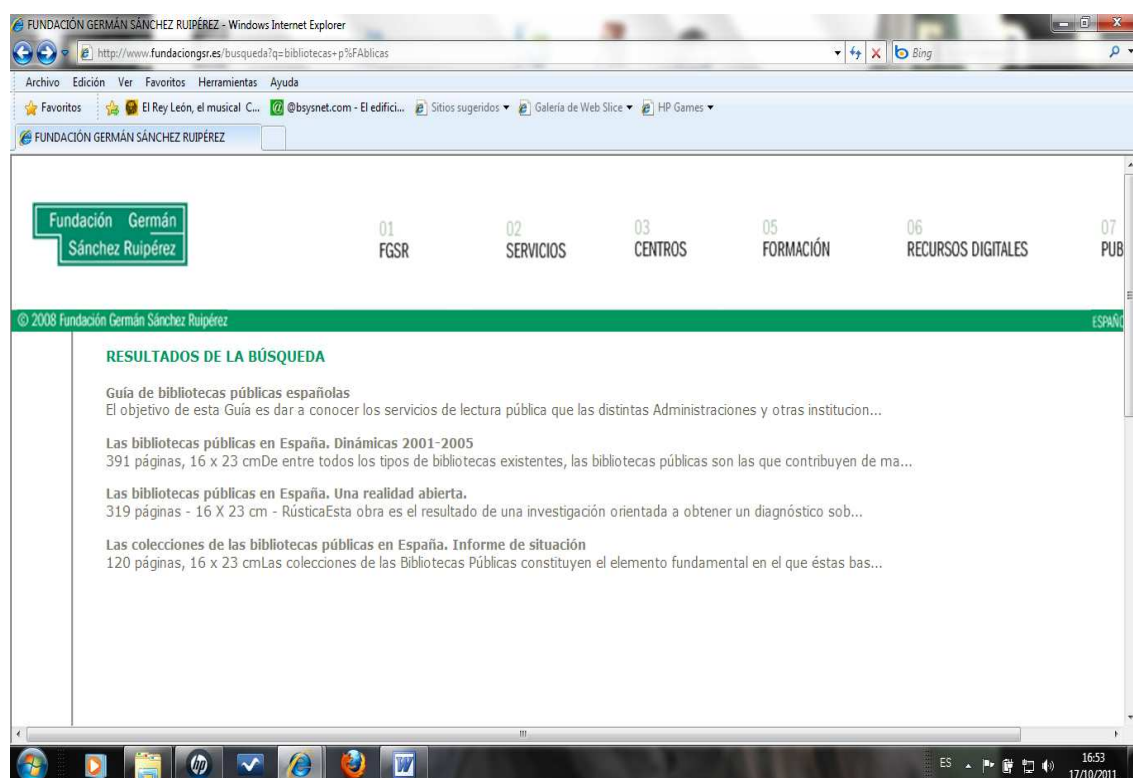 FUNDACIÓN GERMÁN SÁNCHEZ RUIPÉREZ - Windows Internet Explorer
http://www.fundaciongsr.es/busqueda?q=bibliotecas+p%FAblicas
Bing
Archivo Edición Ver Favoritos Herramientas Ayuda
Favoritos El Rey León, el musical C... @bsysnet.com - El edifici... Sitios sugeridos Galería de Web Slice HP Games
FUNDACIÓN GERMÁN SÁNCHEZ RUIPÉREZ
Fundación Germán
Sánchez Ruipérez
01 02 03 05 06 07
FGSR SERVICIOS CENTROS FORMACIÓN RECURSOS DIGITALES PUB
© 2008 Fundación Germán Sánchez Ruipérez ESPAÑO
RESULTADOS DE LA BÚSQUEDA
Guía de bibliotecas públicas españolas
El objetivo de esta Guía es dar a conocer los servicios de lectura pública que las distintas Administraciones y otras institucion...
Las bibliotecas públicas en España. Dinámicas 2001-2005
391 páginas, 16 x 23 cmDe entre todos los tipos de bibliotecas existentes, las bibliotecas públicas son las que contribuyen de ma...
Las bibliotecas públicas en España. Una realidad abierta.
319 páginas - 16 X 23 cm - RústicaEsta obra es el resultado de una investigación orientada a obtener un diagnóstico sob...
Las colecciones de las bibliotecas públicas en España. Informe de situación
120 páginas, 16 x 23 cmLas colecciones de las Bibliotecas Públicas constituyen el elemento fundamental en el que éstas bas...
hp
ES
16:53
17/10/2011